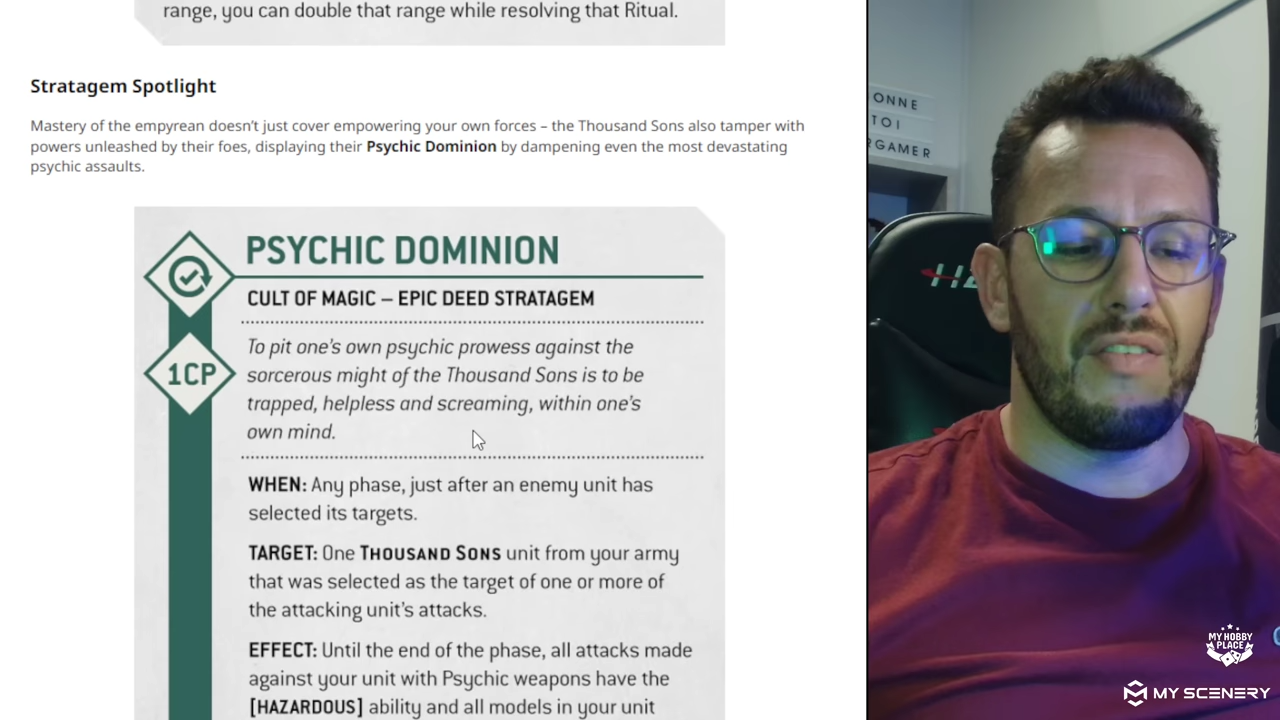 range, you can double that range while resolving that Ritual.
Stratagem Spotlight
Mastery of the empyrean doesn't just cover empowering your own forces – the Thousand Sons also tamper with
powers unleashed by their foes, displaying their Psychic Dominion by dampening even the most devastating
psychic assaults.
PSYCHIC DOMINION
CULT OF MAGIC – EPIC DEED STRATAGEM
1CP
To pit one's own psychic prowess against the
sorcerous might of the Thousand Sons is to be
trapped, helpless and screaming, within one's
own mind.
WHEN: Any phase, just after an enemy unit has
selected its targets.
TARGET: One THOUSAND SONS unit from your army
that was selected as the target of one or more of
the attacking unit's attacks.
EFFECT: Until the end of the phase, all attacks made
against your unit with Psychic weapons have the
[HAZARDOUS] ability and all models in your unit
ONNE
TOI
RGAMER
MY HOBBY
PLACE
MY SCENERY